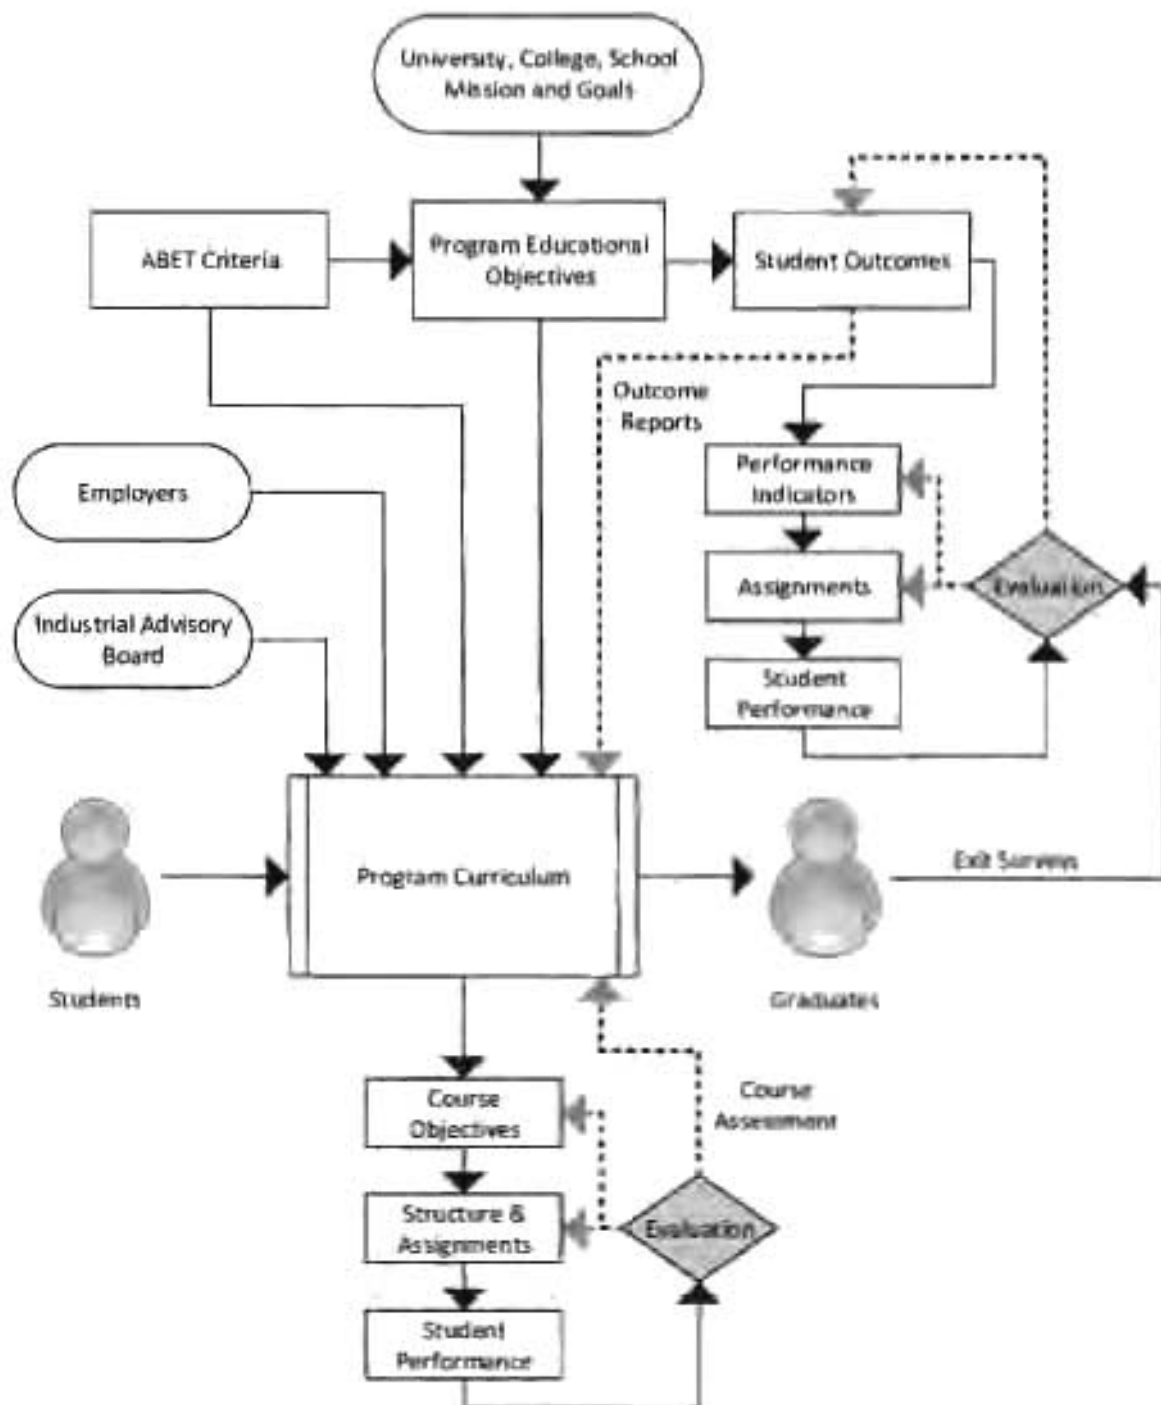 University, College, School
Mission and Goals
ABET Criteria
Program Educational
Objectives
Student Outcomes
Outcome
Reports
Performance
Indicators
Employers
Assignments
Evaluation
Industrial Advisory
Board
Student
Performance
Program Curriculum
Exit Surveys
Students
Graduates
Course
Objectives
Course
Assessment
Structure &
Assignments
Evaluation
Student
Performance